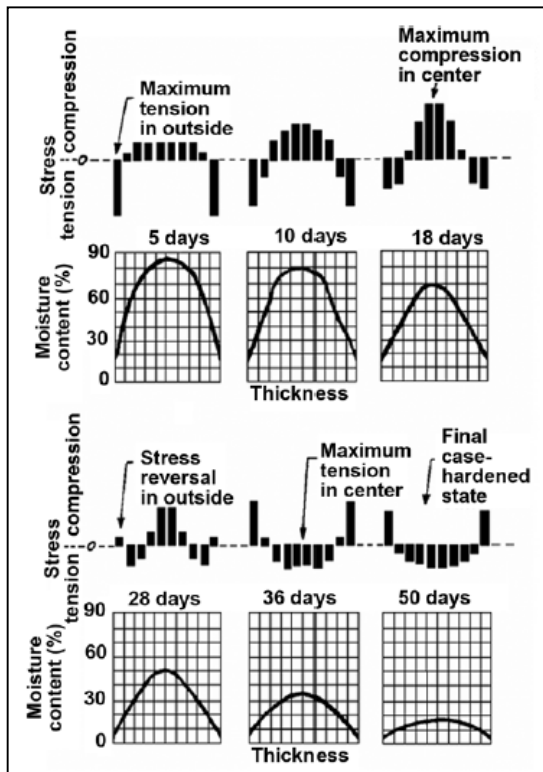 Maximum
compression
in center
Maximum
tension
in outside
Stress
tension compression
0
5 days
10 days
18 days
Moisture
content (%)
90
60
30
0
Thickness
Stress
reversal
in outside
Maximum
tension
in center
Final
case-
hardened
state
Stress
tension compression
0
28 days
36 days
50 days
Moisture
content (%)
90
60
30
0
Thickness